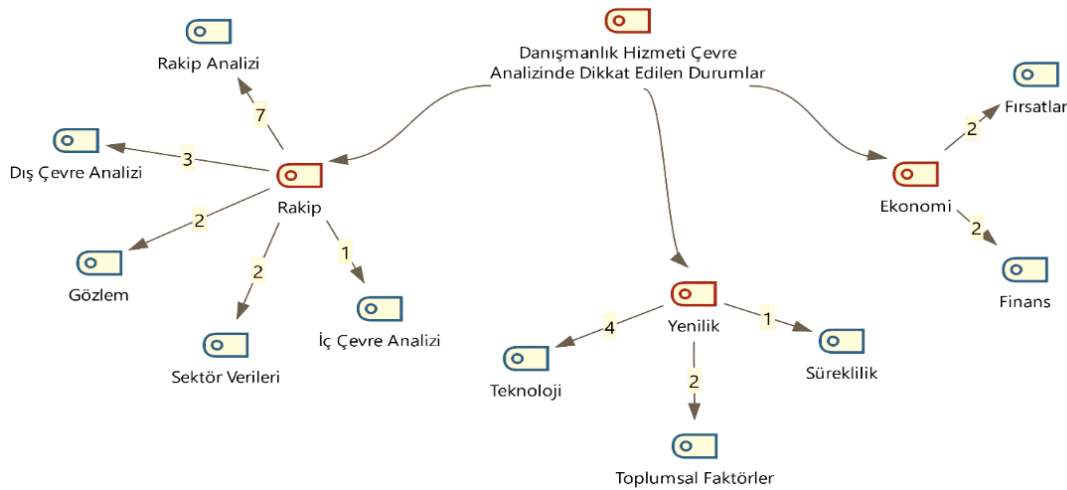 Danışmanlık Hizmeti Çevre
Analizinde Dikkat Edilen Durumlar
Rakip Analizi
7
Dış Çevre Analizi
3
Rakip
2
Gözlem
2
Sektör Verileri
1
İç Çevre Analizi
Yenilik
4
Teknoloji
2
Toplumsal Faktörler
1
Süreklilik
Ekonomi
2
Fırsatlar
2
Finans